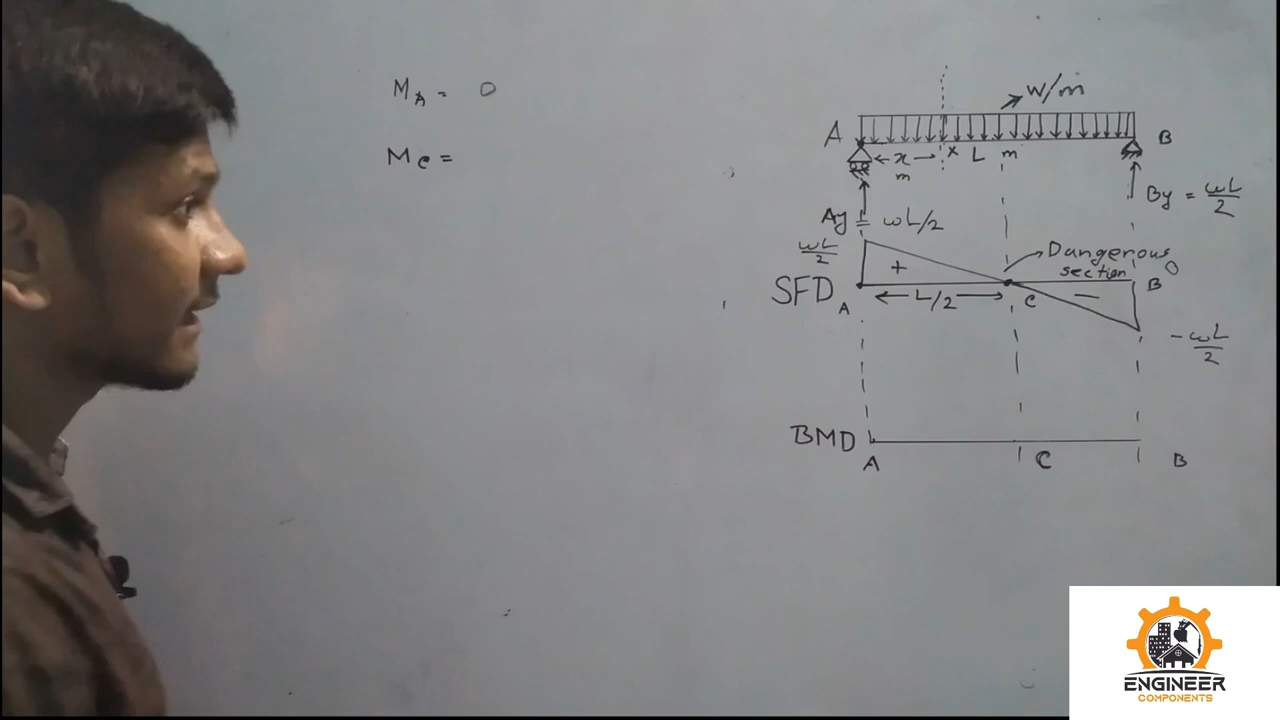 M_A = 0
M_C =
W/m
A
B
x
m
x
L m
Ay = ωL/2
By = ωL/2
ωL/2
+
Dangerous
section
0
SFD
A
L/2
C
−
B
-ωL/2
BMD
A
C
B
ENGINEER
COMPONENTS